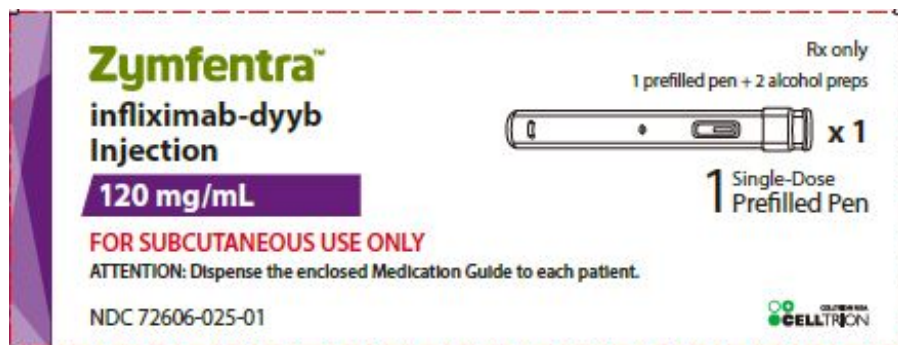 Zymfentra™
infliximab-dyyb
Injection
120 mg/mL
FOR SUBCUTANEOUS USE ONLY
ATTENTION: Dispense the enclosed Medication Guide to each patient.
NDC 72606-025-01
Rx only
1 prefilled pen + 2 alcohol preps
x 1
1 Single-Dose
Prefilled Pen
CELLTRION USA
CELLTRION